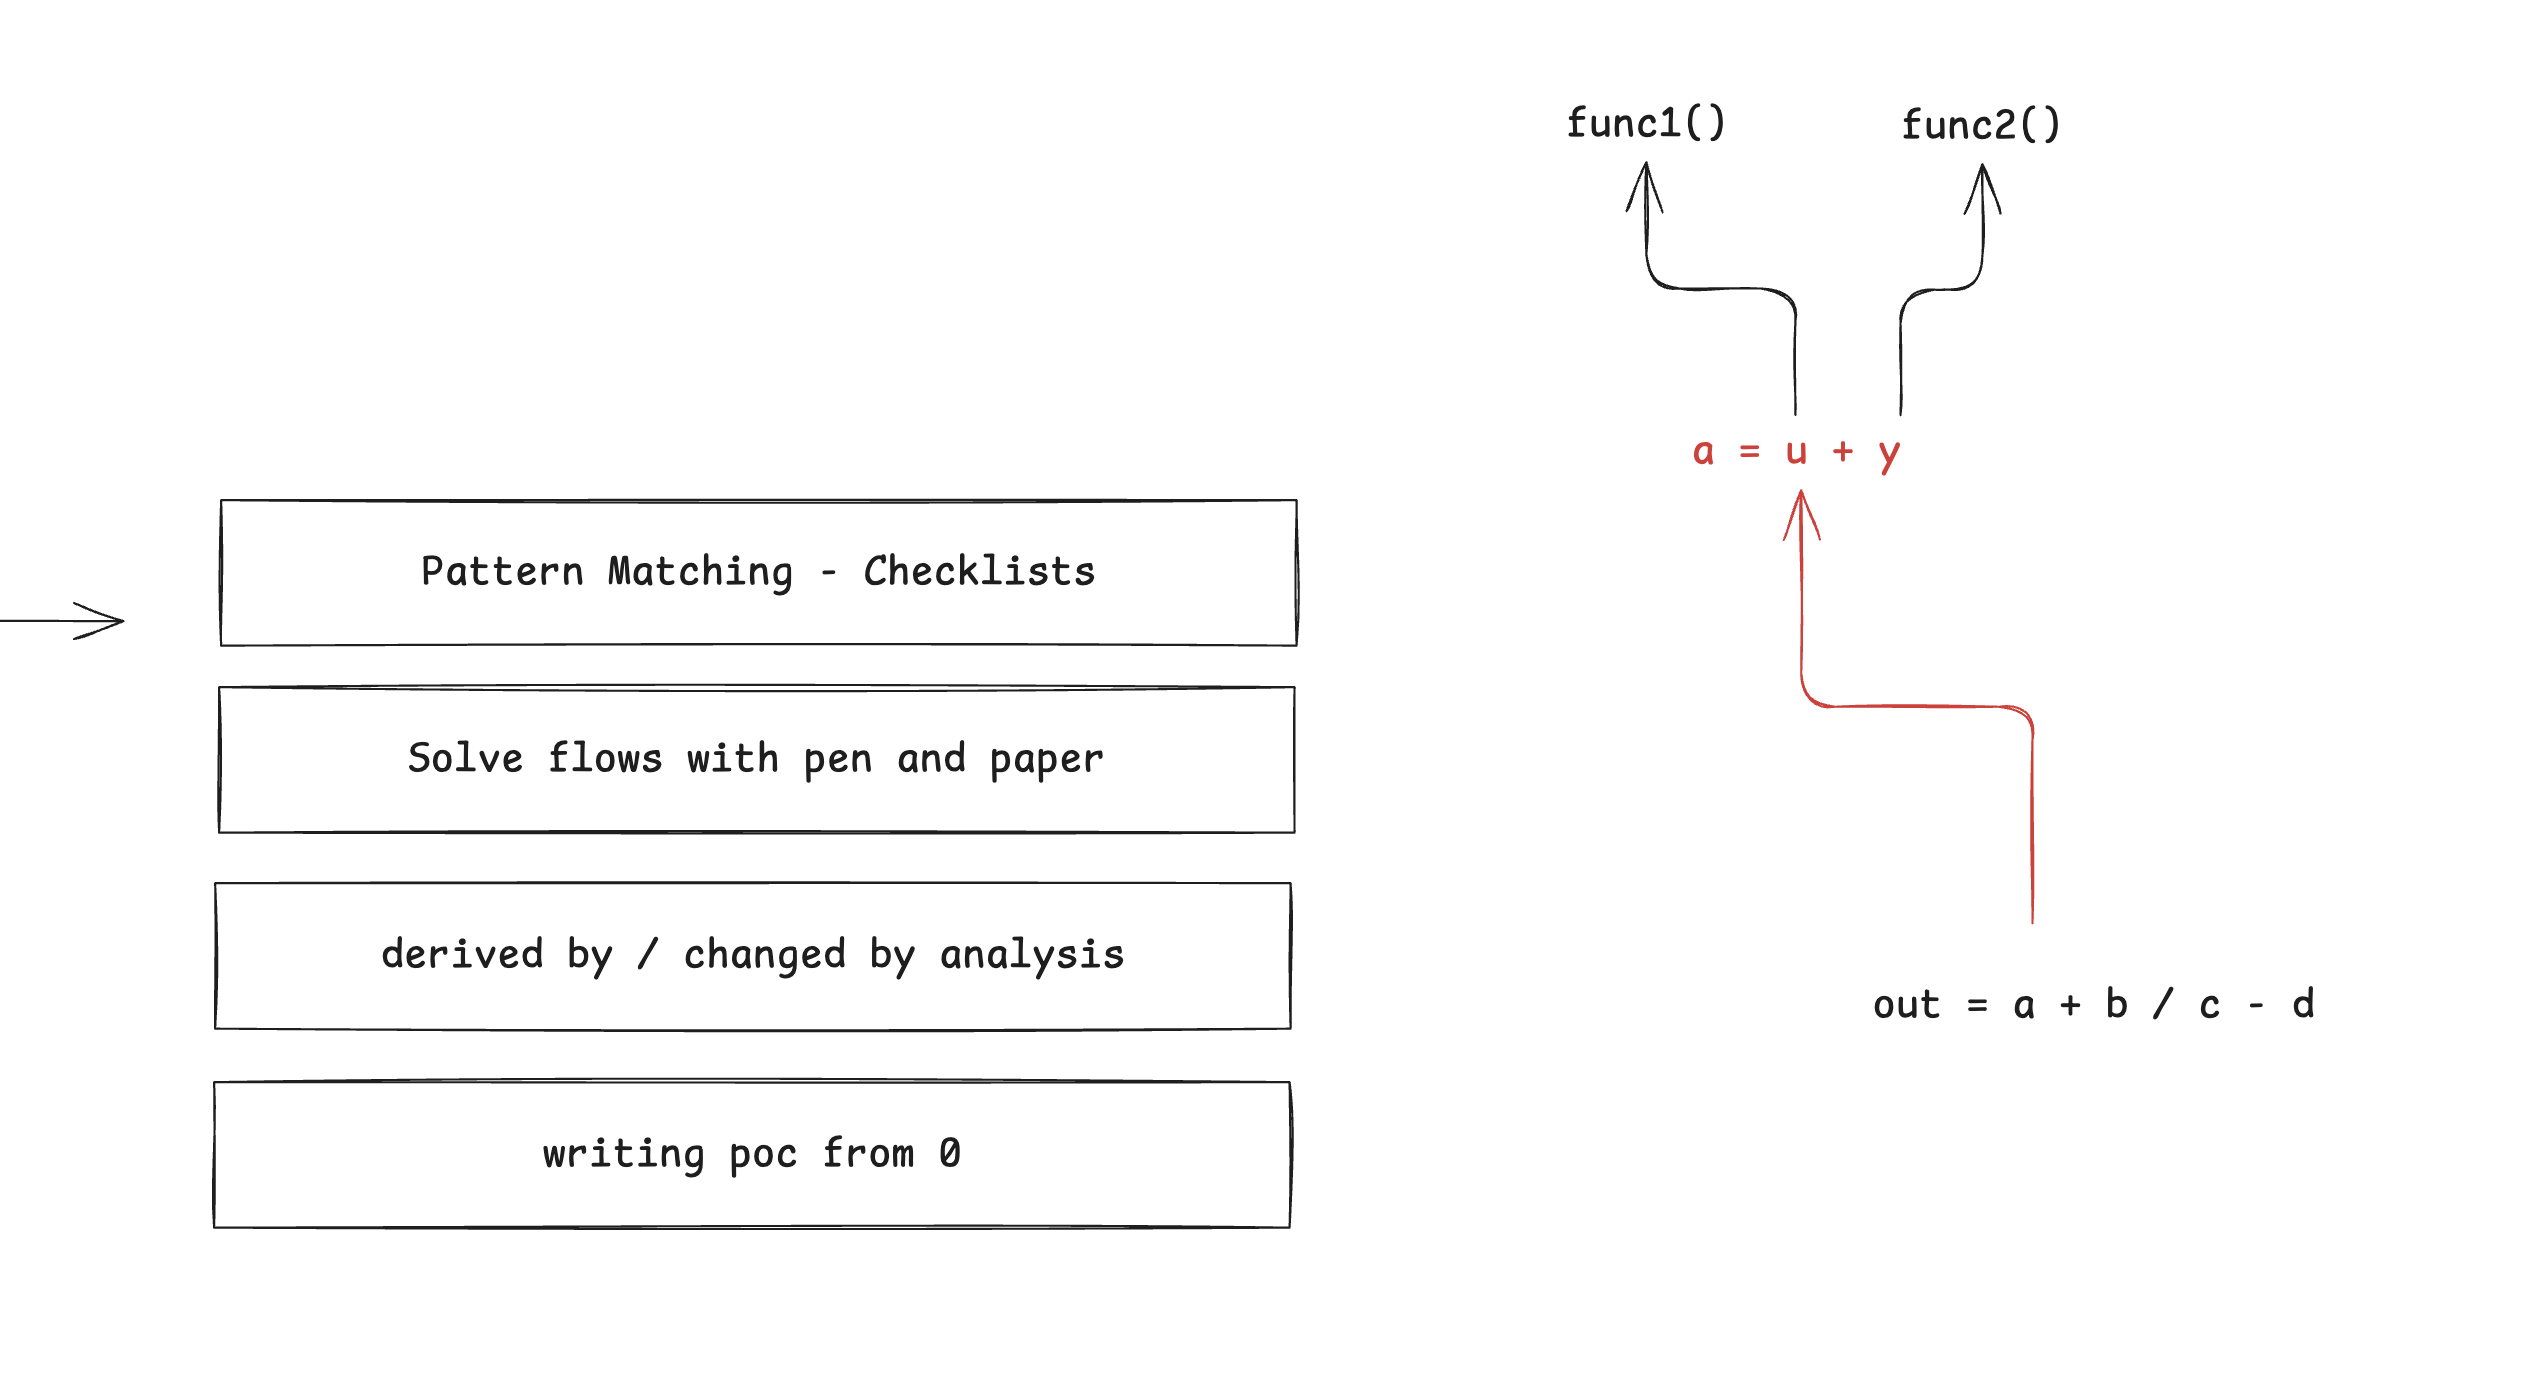 func1()
func2()
a = u + y
Pattern Matching - Checklists
Solve flows with pen and paper
derived by / changed by analysis
out = a + b / c - d
writing poc from 0